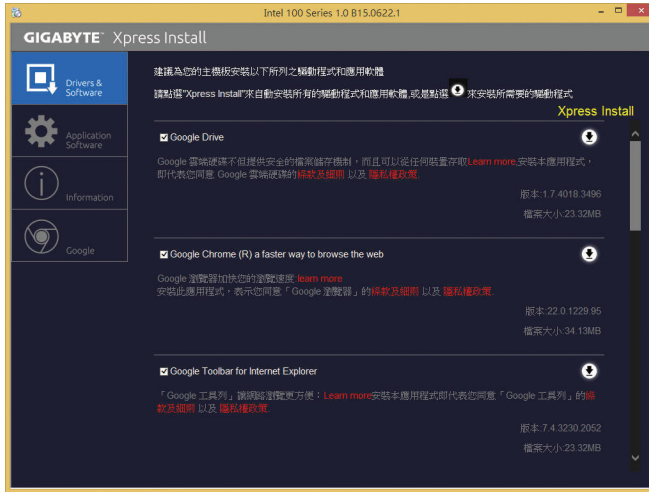 Intel 100 Series 1.0 B15.0622.1
GIGABYTE™ Xpress Install
Drivers & Software
Application Software
Information
Google
建議為您的主機板安裝以下所列之驅動程式和應用軟體
請點選"Xpress Install"來自動安裝所有的驅動程式和應用軟體,或是點選 來安裝所需要的驅動程式
Xpress Install
Google Drive
Google 雲端硬碟不但提供安全的檔案儲存機制，而且可以從任何裝置存取Learn more.安裝本應用程式，
即代表您同意 Google 雲端硬碟的條款及細則 以及 隱私權政策.
版本:1.7.4018.3496
檔案大小:23.32MB
Google Chrome (R) a faster way to browse the web
Google 瀏覽器加快您的瀏覽速度:learn more
安裝此應用程式，表示您同意「Google 瀏覽器」的條款及細則 以及 隱私權政策.
版本:22.0.1229.95
檔案大小:34.13MB
Google Toolbar for Internet Explorer
「Google 工具列」讓網路瀏覽更方便：Learn more安裝本應用程式即代表您同意「Google 工具列」的條
款及細則 以及 隱私權政策.
版本:7.4.3230.2052
檔案大小:23.32MB